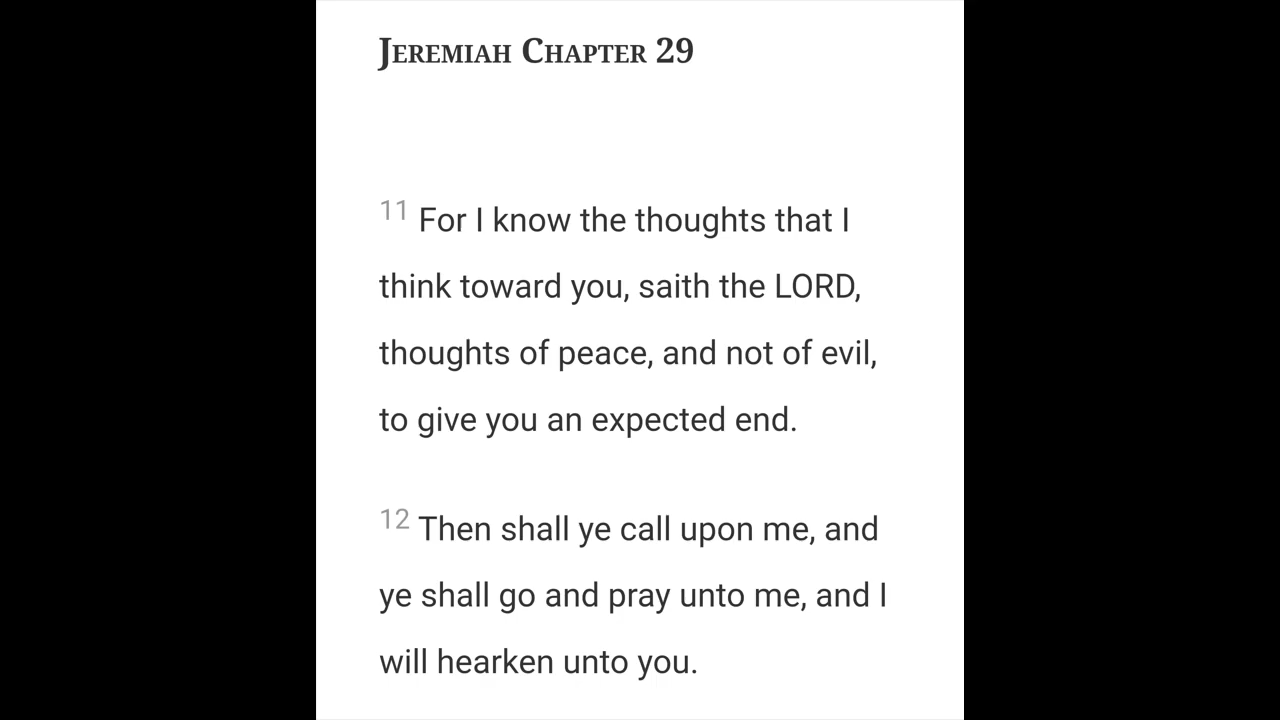 Jeremiah Chapter 29
11 For I know the thoughts that I
think toward you, saith the LORD,
thoughts of peace, and not of evil,
to give you an expected end.
12 Then shall ye call upon me, and
ye shall go and pray unto me, and I
will hearken unto you.